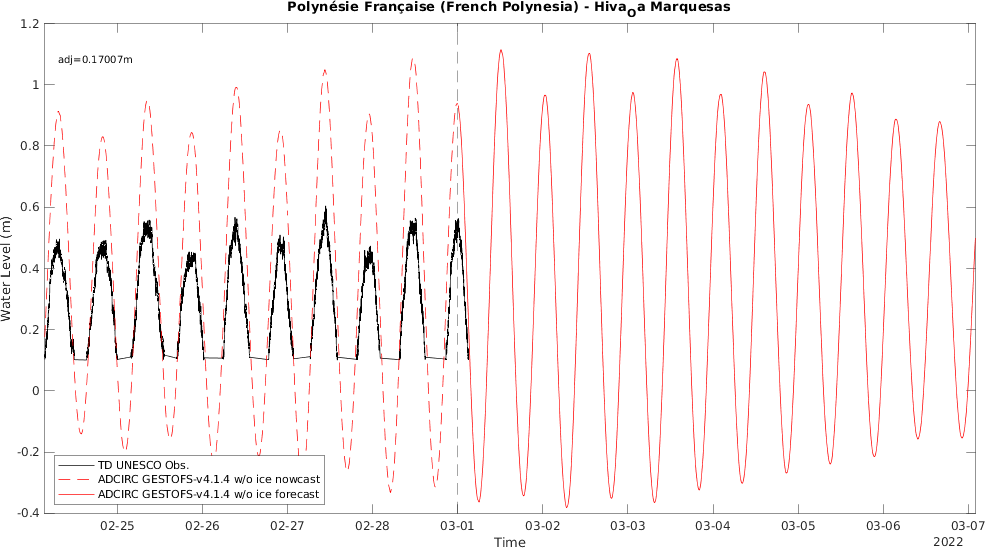 Polynésie Française (French Polynesia) - Hiva_Oa Marquesas
adj=0.17007m
1.2
1
0.8
0.6
0.4
0.2
0
-0.2
-0.4
Water Level (m)
TD UNESCO Obs.
ADCIRC GESTOFS-v4.1.4 w/o ice nowcast
ADCIRC GESTOFS-v4.1.4 w/o ice forecast
02-25 02-26 02-27 02-28 03-01 03-02 03-03 03-04 03-05 03-06 03-07
Time
2022